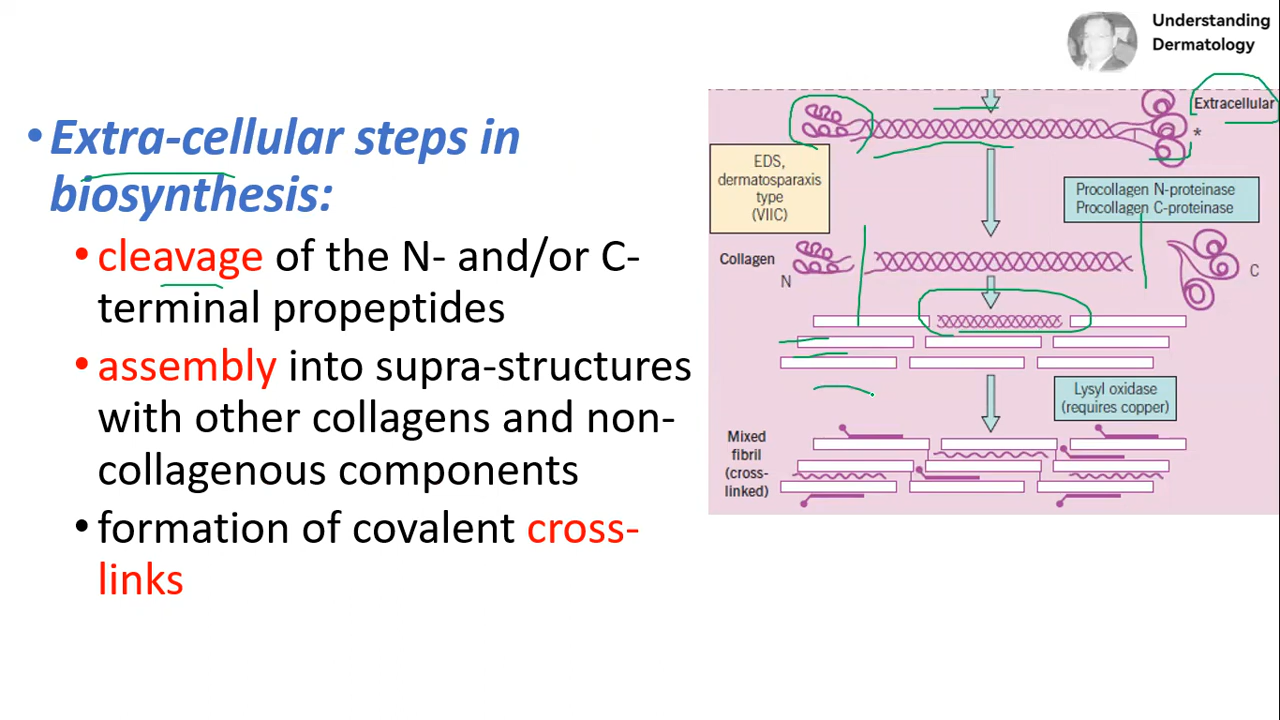 Understanding
Dermatology
• Extra-cellular steps in
biosynthesis:
• cleavage of the N- and/or C-
terminal propeptides
• assembly into supra-structures
with other collagens and non-
collagenous components
• formation of covalent cross-
links
Extracellular
*
EDS,
dermatosparaxis
type
(VIIC)
Procollagen N-proteinase
Procollagen C-proteinase
Collagen
N
C
Lysyl oxidase
(requires copper)
Mixed
fibril
(cross-
linked)